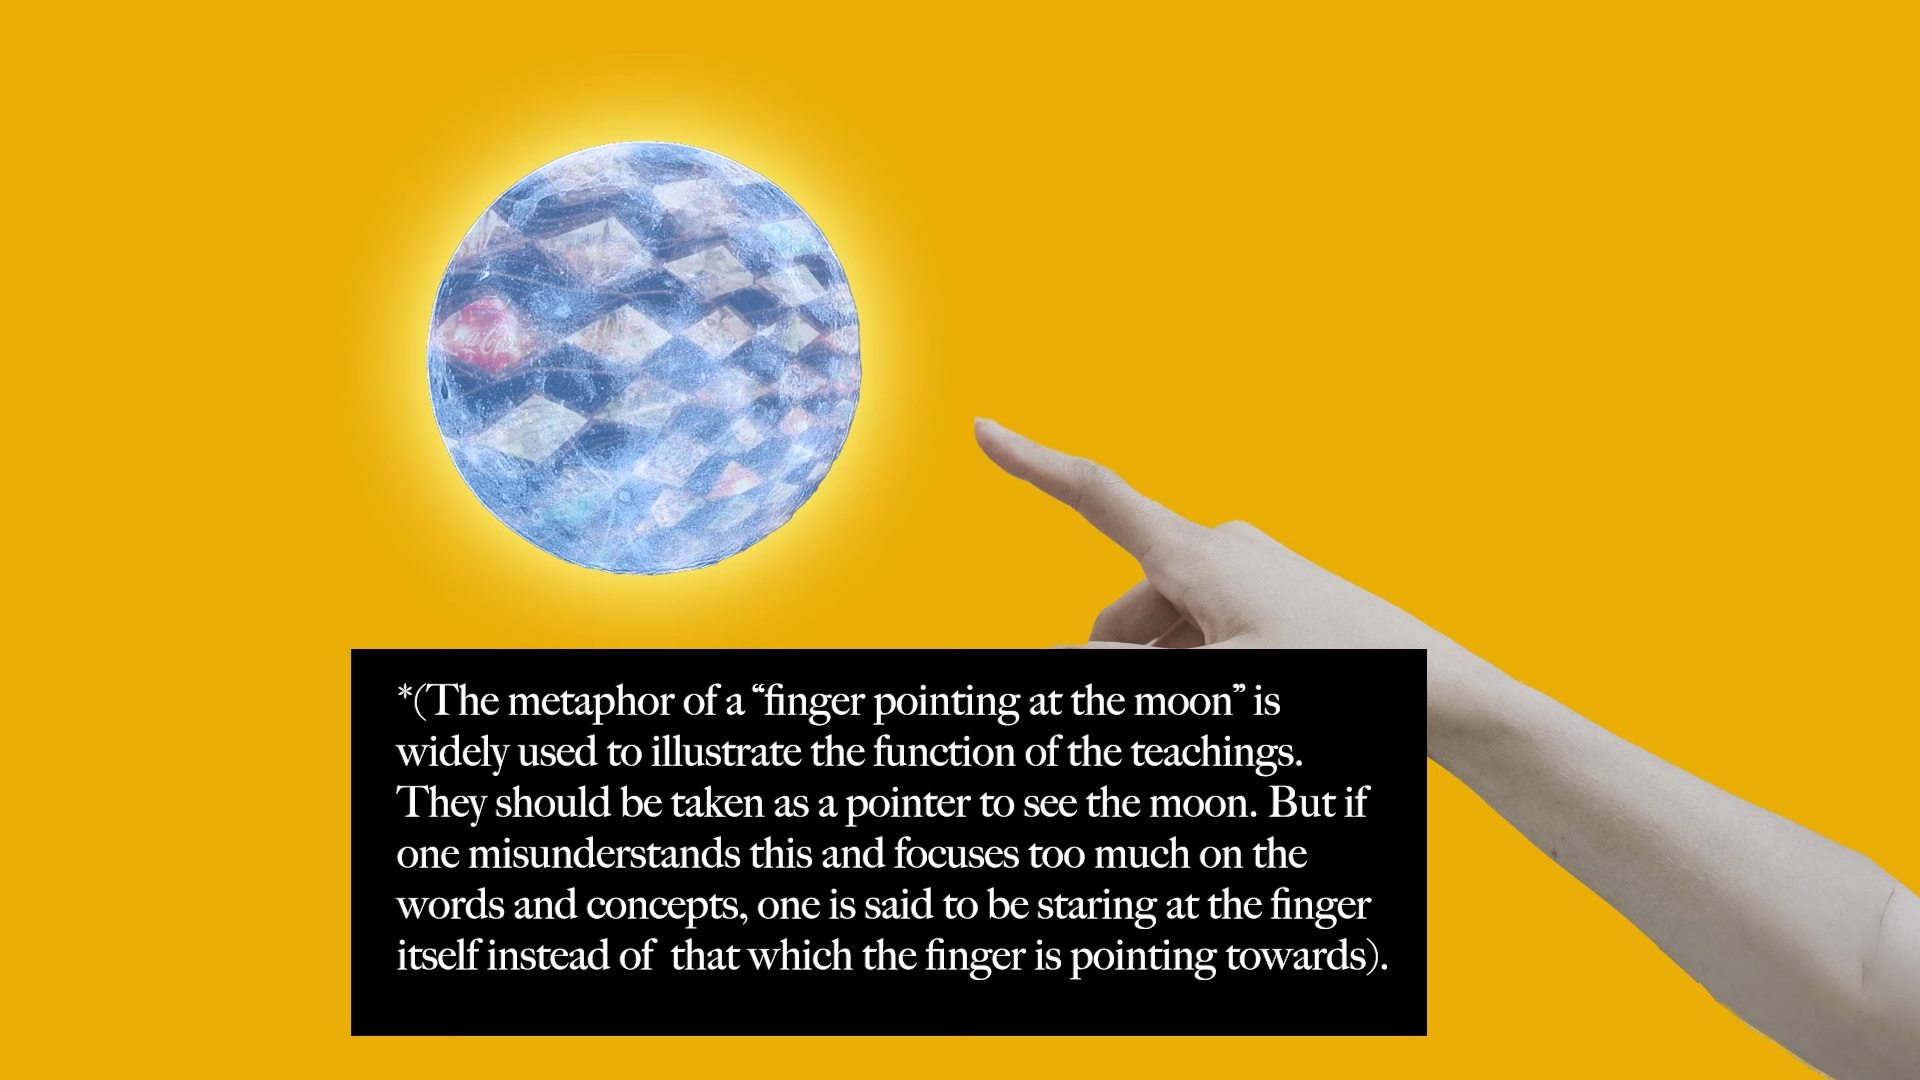 *(The metaphor of a “finger pointing at the moon” is
widely used to illustrate the function of the teachings.
They should be taken as a pointer to see the moon. But if
one misunderstands this and focuses too much on the
words and concepts, one is said to be staring at the finger
itself instead of  that which the finger is pointing towards).